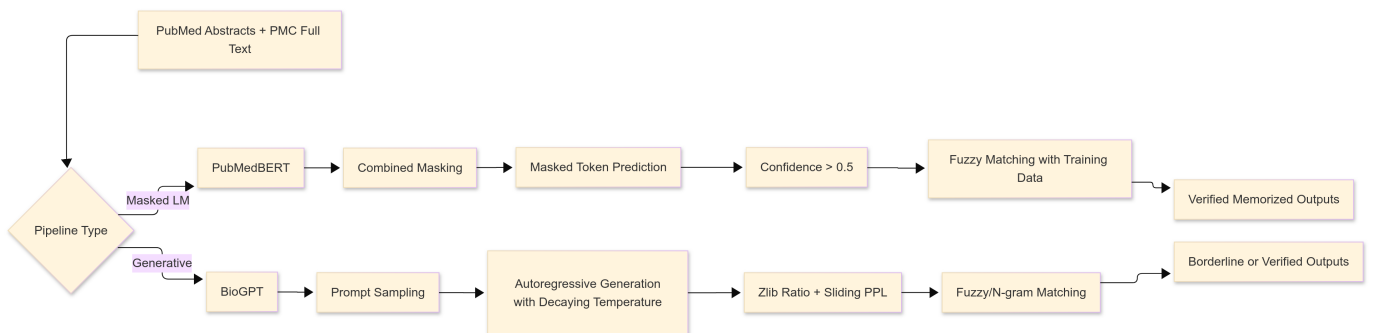 PubMed Abstracts + PMC Full
Text
Pipeline Type
Masked LM
PubMedBERT
Combined Masking
Masked Token Prediction
Confidence > 0.5
Fuzzy Matching with Training
Data
Verified Memorized Outputs
Generative
BioGPT
Prompt Sampling
Autoregressive Generation
with Decaying Temperature
Zlib Ratio + Sliding PPL
Fuzzy/N-gram Matching
Borderline or Verified Outputs